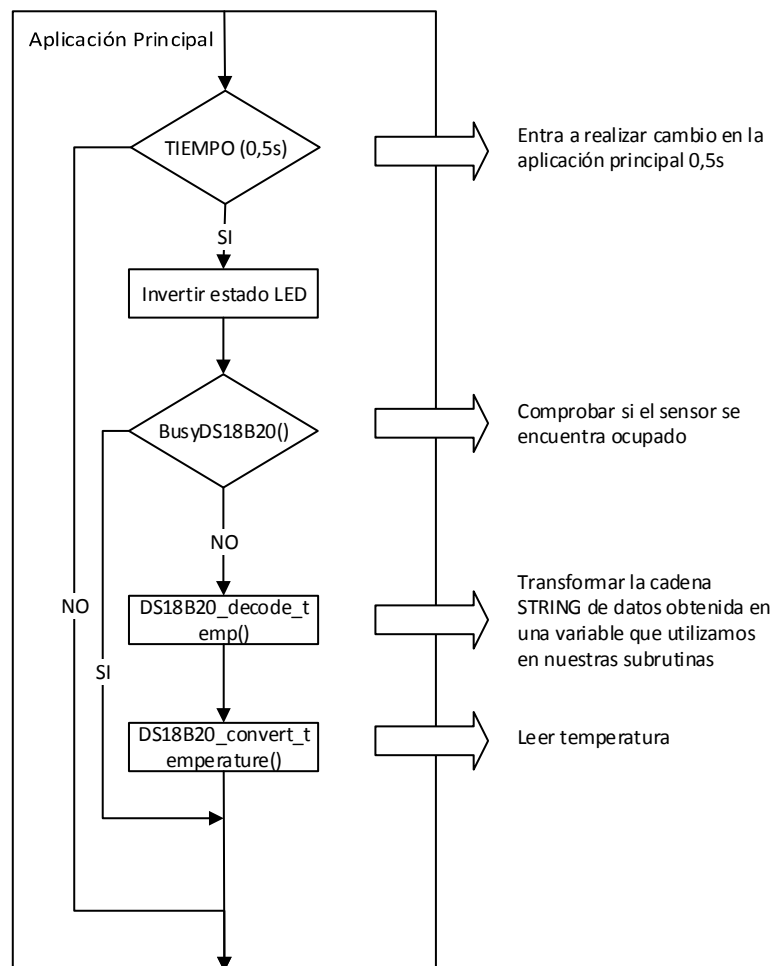 Aplicación Principal
TIEMPO (0,5s)
Entra a realizar cambio en la
aplicación principal 0,5s
SI
Invertir estado LED
BusyDS18B20()
Comprobar si el sensor se
encuentra ocupado
NO
DS18B20_decode_t
emp()
Transformar la cadena
STRING de datos obtenida en
una variable que utilizamos
en nuestras subrutinas
NO
SI
DS18B20_convert_t
emperature()
Leer temperatura